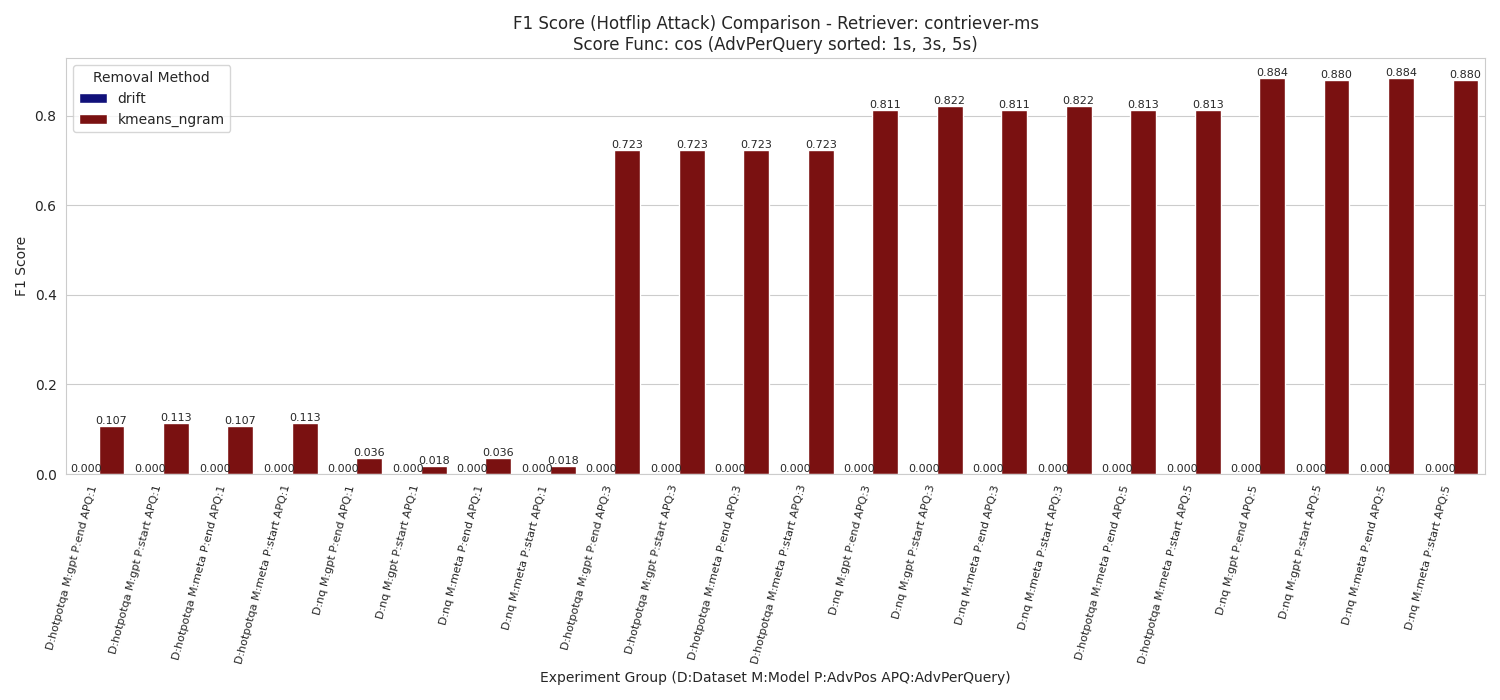 F1 Score (Hotflip Attack) Comparison - Retriever: contriever-ms
Score Func: cos (AdvPerQuery sorted: 1s, 3s, 5s)
Removal Method
drift
kmeans_ngram
F1 Score
0.8
0.6
0.4
0.2
0.0
0.000
0.107
0.000
0.113
0.000
0.107
0.000
0.113
0.000
0.036
0.000
0.018
0.000
0.036
0.000
0.018
0.000
0.723
0.000
0.723
0.000
0.723
0.000
0.723
0.000
0.811
0.000
0.822
0.000
0.811
0.000
0.822
0.000
0.813
0.000
0.813
0.000
0.884
0.000
0.880
0.000
0.884
0.000
0.880
D:hotpotqa M:gpt P:end APQ:1
D:hotpotqa M:gpt P:start APQ:1
D:hotpotqa M:meta P:end APQ:1
D:hotpotqa M:meta P:start APQ:1
D:nq M:gpt P:end APQ:1
D:nq M:gpt P:start APQ:1
D:nq M:meta P:end APQ:1
D:nq M:meta P:start APQ:1
D:hotpotqa M:gpt P:end APQ:3
D:hotpotqa M:gpt P:start APQ:3
D:hotpotqa M:meta P:end APQ:3
D:hotpotqa M:meta P:start APQ:3
D:nq M:gpt P:end APQ:3
D:nq M:gpt P:start APQ:3
D:nq M:meta P:end APQ:3
D:nq M:meta P:start APQ:3
D:hotpotqa M:meta P:end APQ:5
D:hotpotqa M:meta P:start APQ:5
D:nq M:gpt P:end APQ:5
D:nq M:gpt P:start APQ:5
D:nq M:meta P:end APQ:5
D:nq M:meta P:start APQ:5
Experiment Group (D:Dataset M:Model P:AdvPos APQ:AdvPerQuery)